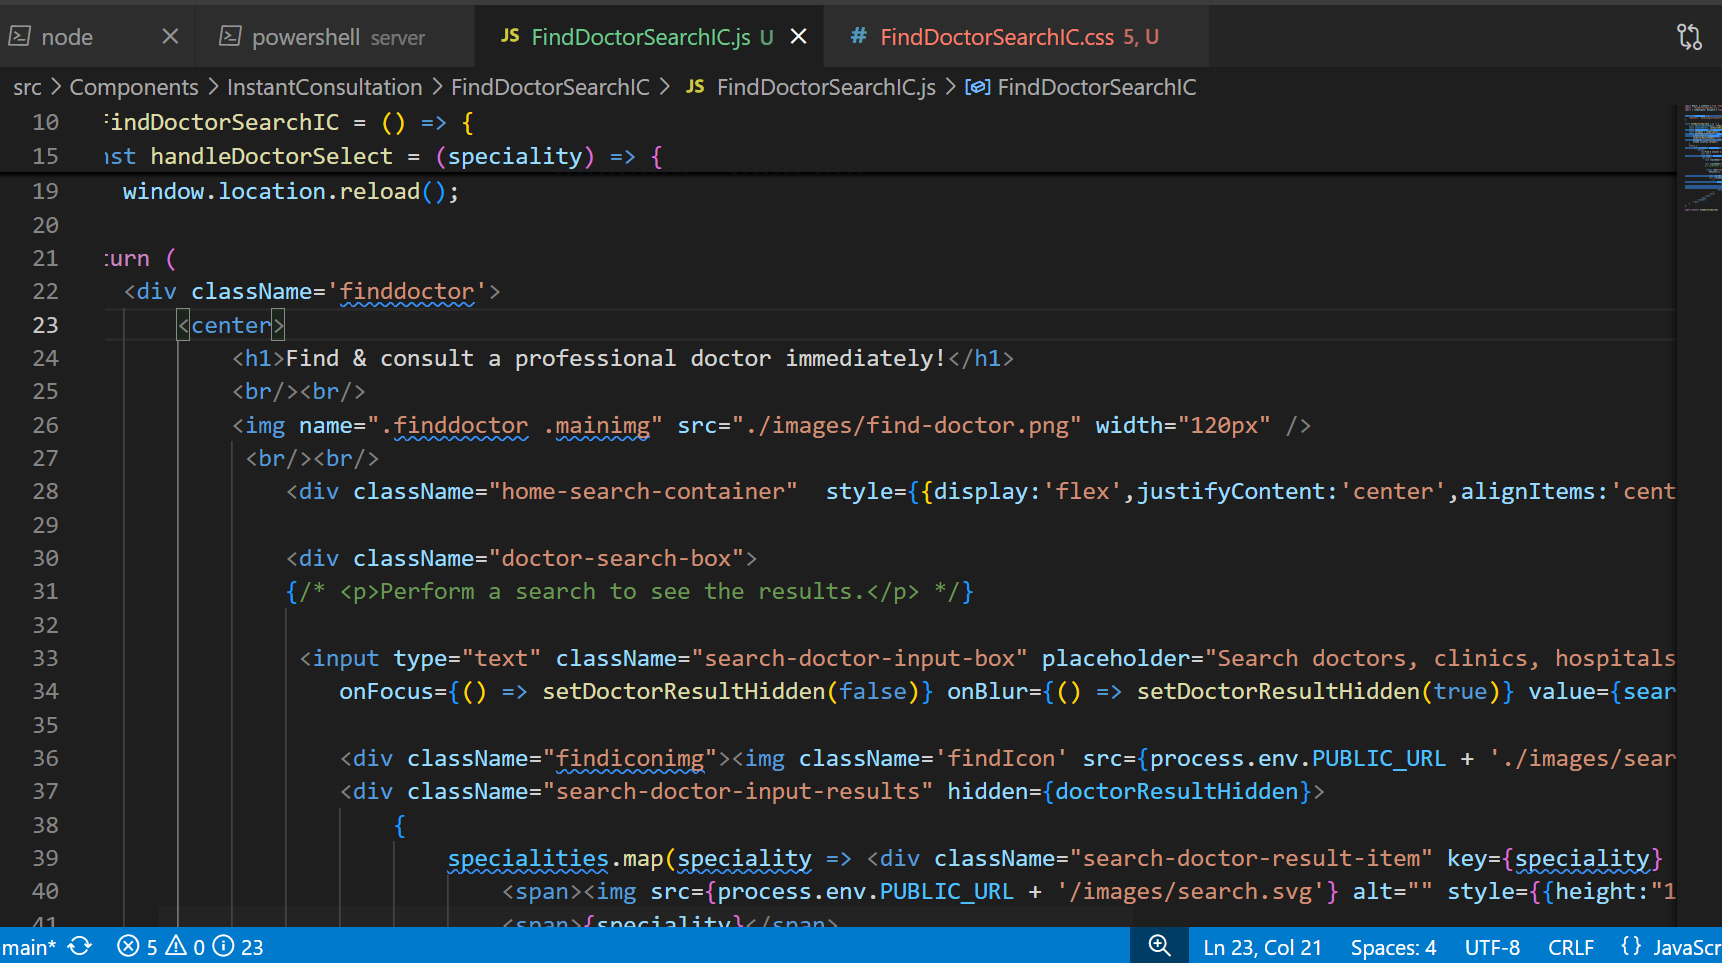 node powershell server JS FindDoctorSearchIC.js U # FindDoctorSearchIC.css 5, U
src > Components > InstantConsultation > FindDoctorSearchIC > JS FindDoctorSearchIC.js > FindDoctorSearchIC
10 FindDoctorSearchIC = () => {
15 nst handleDoctorSelect = (speciality) => {
19 window.location.reload();
20
21 turn (
22 <div className='finddoctor'>
23 <center>
24 <h1>Find & consult a professional doctor immediately!</h1>
25 <br/><br/>
26 <img name=".finddoctor .mainimg" src="./images/find-doctor.png" width="120px" />
27 <br/><br/>
28 <div className="home-search-container"  style={{display:'flex',justifyContent:'center',alignItems:'cent
29
30 <div className="doctor-search-box">
31 {/* <p>Perform a search to see the results.</p> */}
32
33 <input type="text" className="search-doctor-input-box" placeholder="Search doctors, clinics, hospitals
34 onFocus={() => setDoctorResultHidden(false)} onBlur={() => setDoctorResultHidden(true)} value={sear
35
36 <div className="findiconimg"><img className='findIcon' src={process.env.PUBLIC_URL + './images/sear
37 <div className="search-doctor-input-results" hidden={doctorResultHidden}>
38 {
39 specialities.map(speciality => <div className="search-doctor-result-item" key={speciality}
40 <span><img src={process.env.PUBLIC_URL + '/images/search.svg'} alt="" style={{height:"1
41 <span>{speciality}</span>
main* 5 0 23 Ln 23, Col 21 Spaces: 4 UTF-8 CRLF {} JavaScr